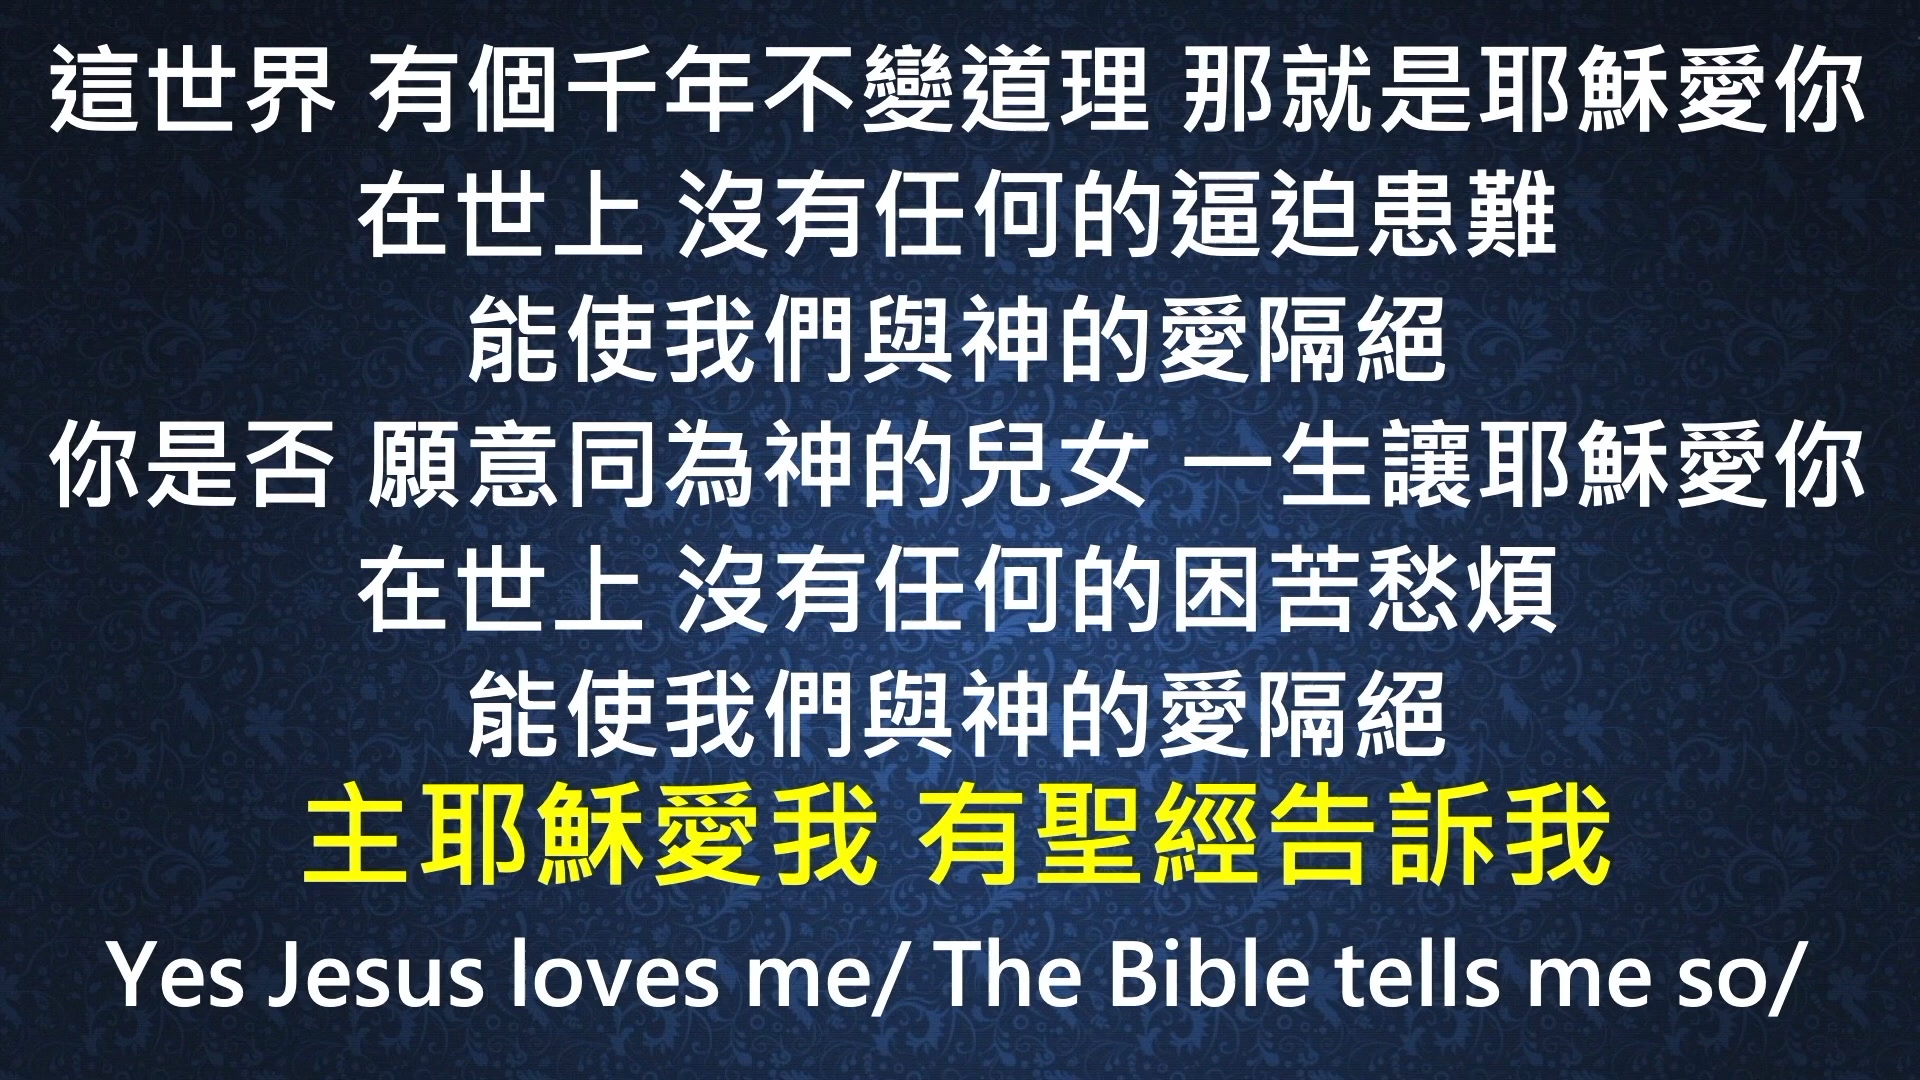 這世界 有個千年不變道理 那就是耶穌愛你
在世上 沒有任何的逼迫患難
能使我們與神的愛隔絕
你是否 願意同為神的兒女 一生讓耶穌愛你
在世上 沒有任何的困苦愁煩
能使我們與神的愛隔絕
主耶穌愛我 有聖經告訴我
Yes Jesus loves me/ The Bible tells me so/